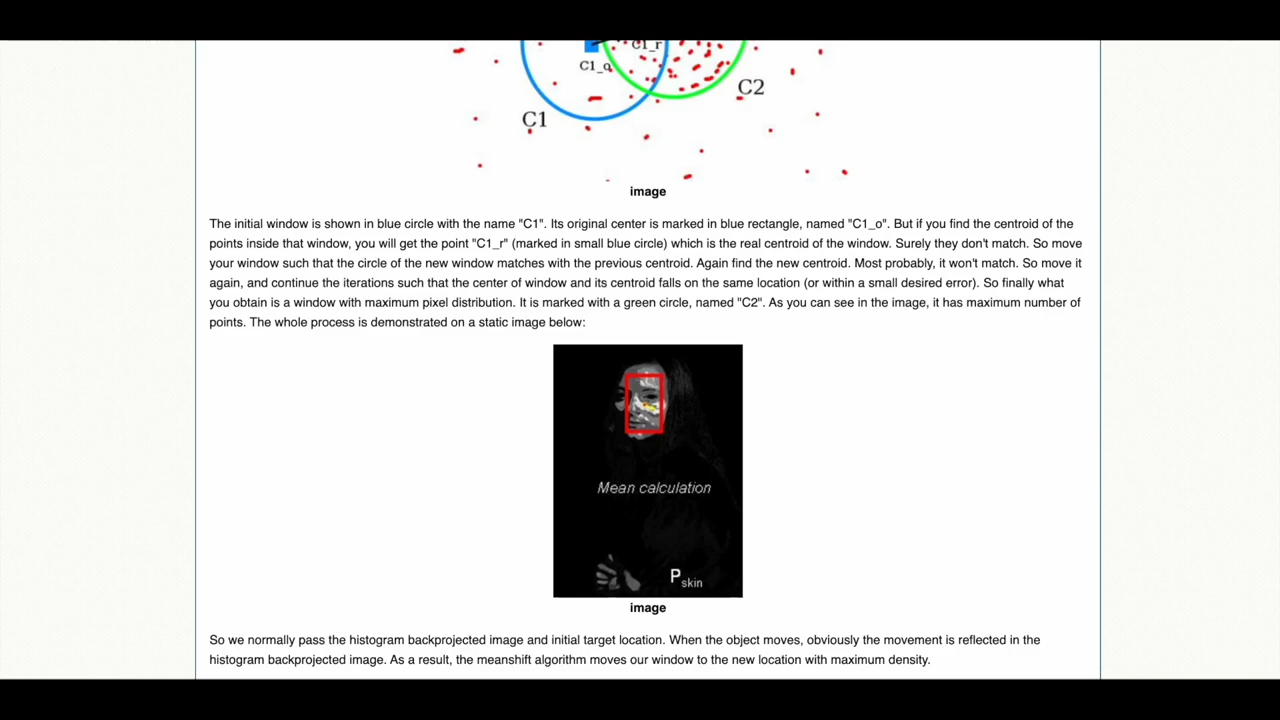 C1_r
C1_o
C2
C1
image
The initial window is shown in blue circle with the name "C1". Its original center is marked in blue rectangle, named "C1_o". But if you find the centroid of the
points inside that window, you will get the point "C1_r" (marked in small blue circle) which is the real centroid of the window. Surely they don't match. So move
your window such that the circle of the new window matches with the previous centroid. Again find the new centroid. Most probably, it won't match. So move it
again, and continue the iterations such that the center of window and its centroid falls on the same location (or within a small desired error). So finally what
you obtain is a window with maximum pixel distribution. It is marked with a green circle, named "C2". As you can see in the image, it has maximum number of
points. The whole process is demonstrated on a static image below:
Mean calculation
P skin
image
So we normally pass the histogram backprojected image and initial target location. When the object moves, obviously the movement is reflected in the
histogram backprojected image. As a result, the meanshift algorithm moves our window to the new location with maximum density.